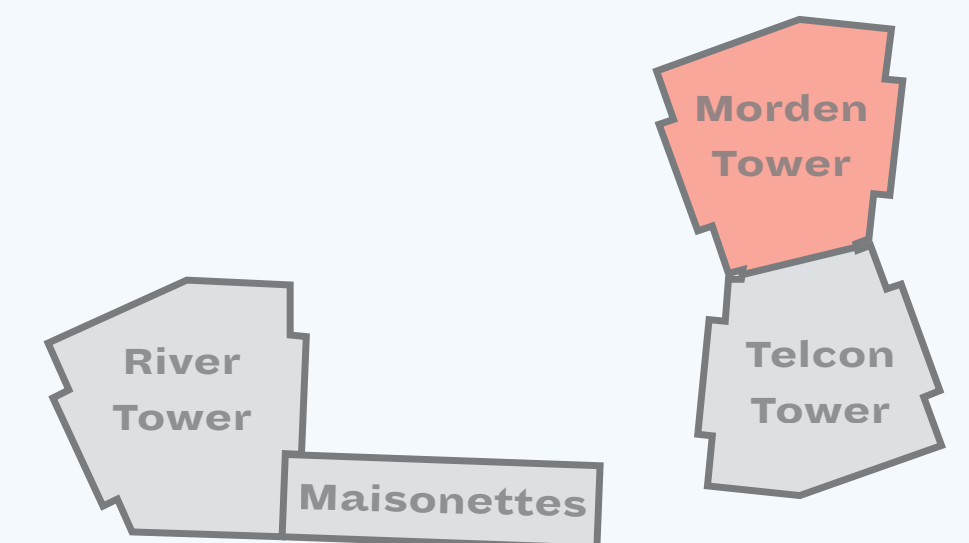 Morden
Tower
Telcon
Tower
River
Tower
Maisonettes